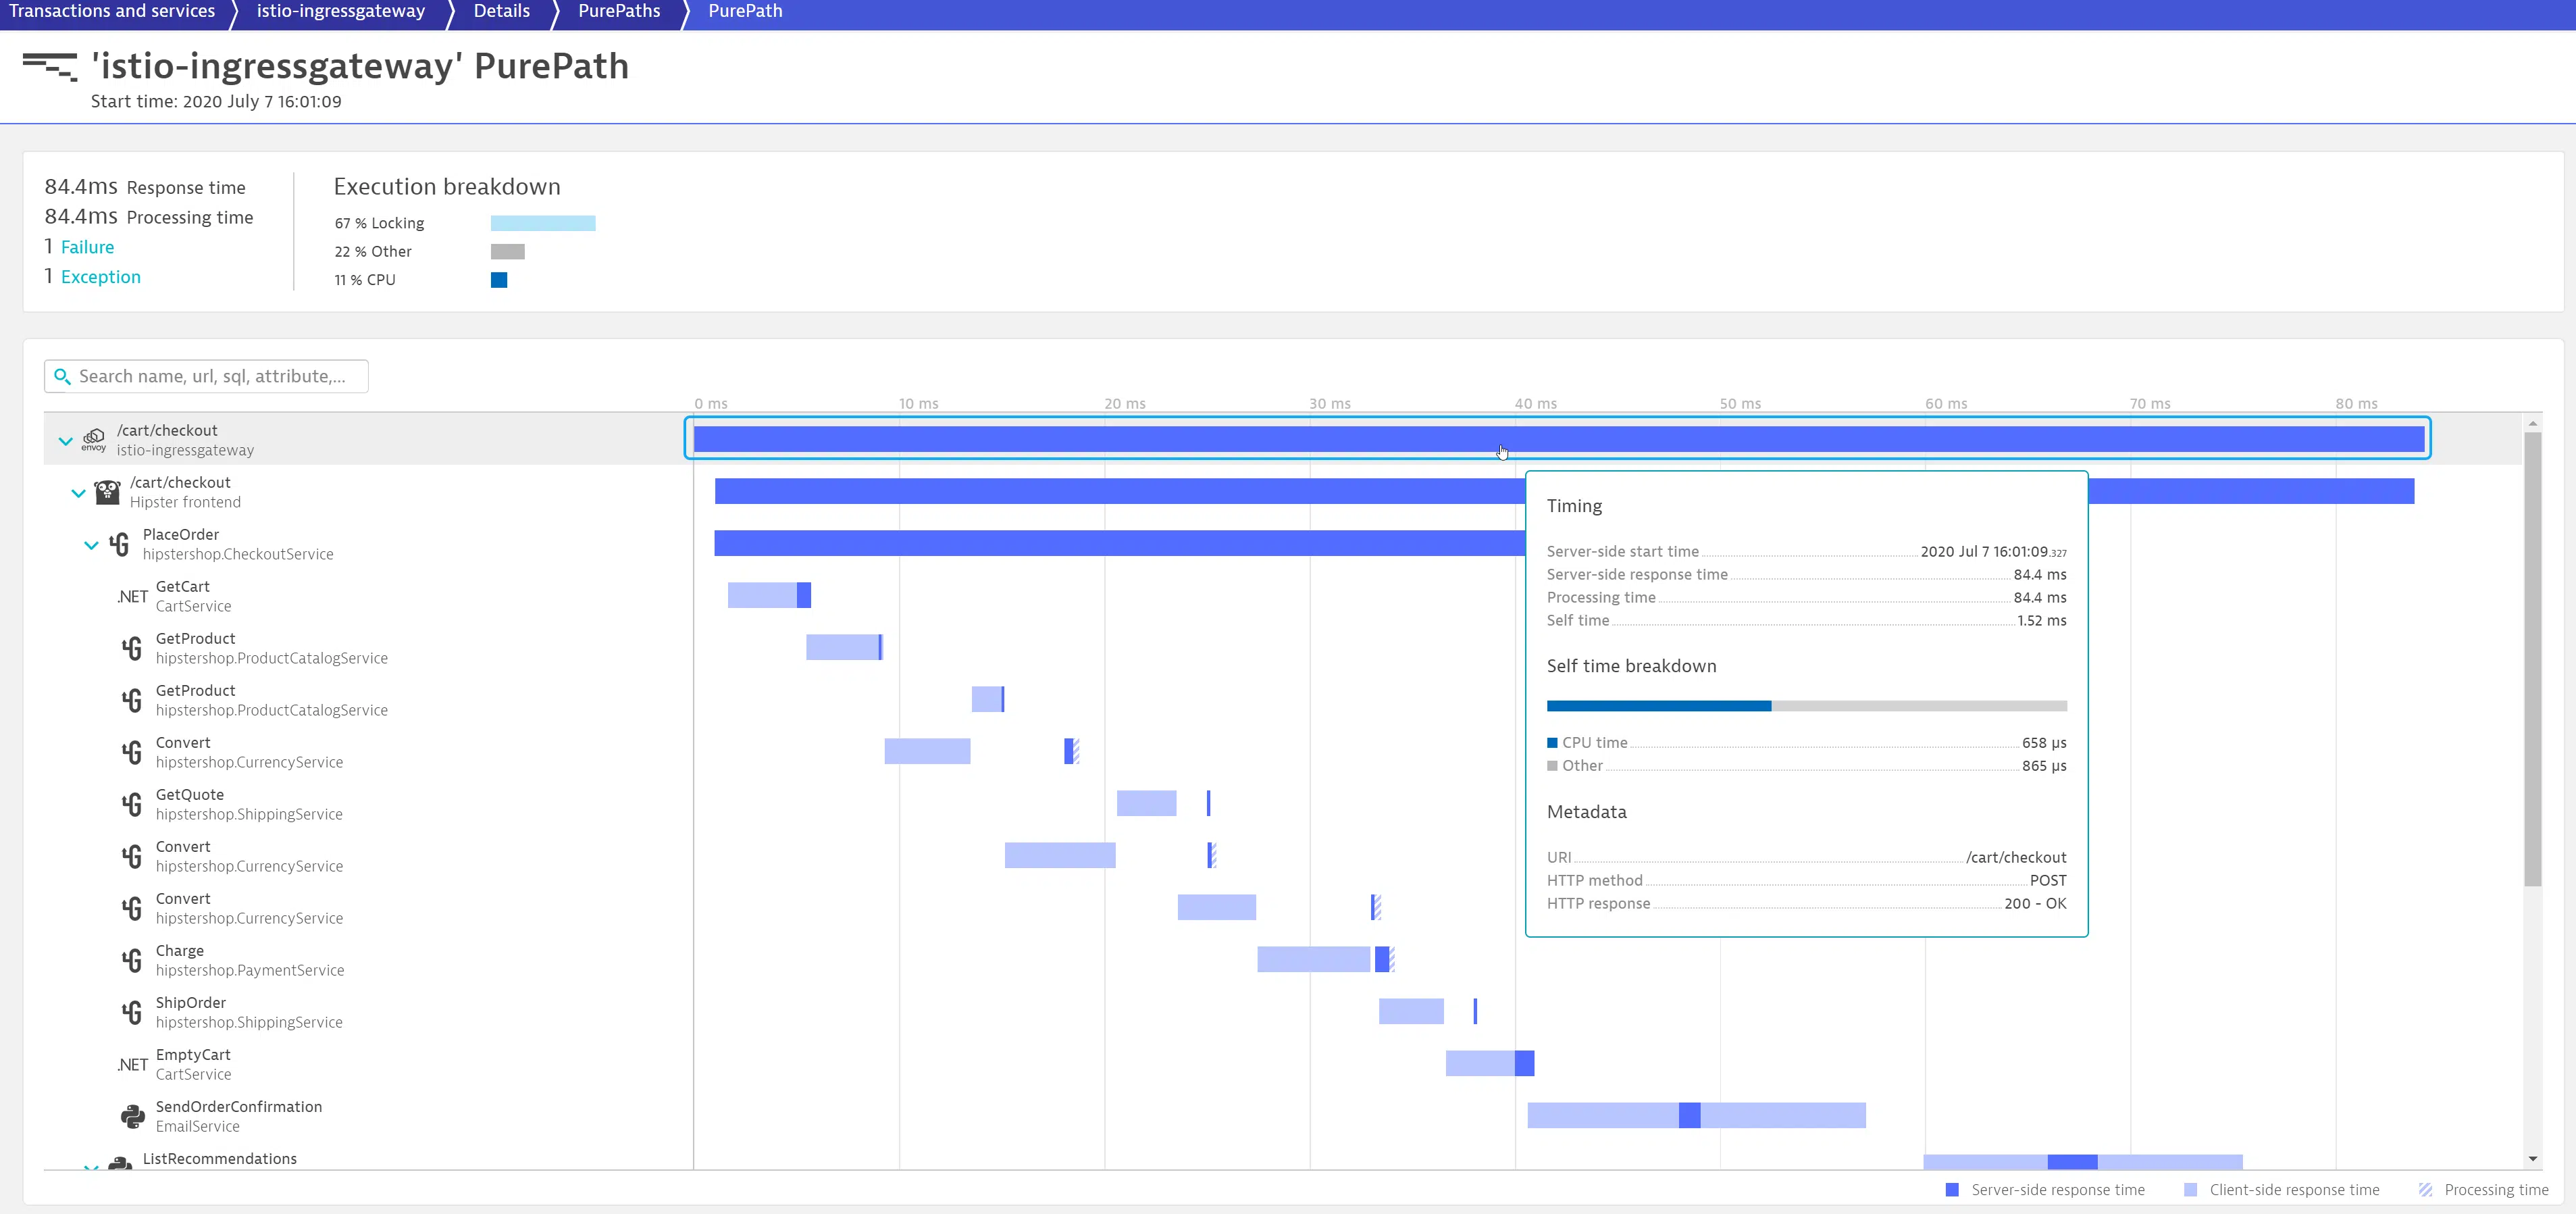 Transactions and services istio-ingressgateway Details PurePaths PurePath
'istio-ingressgateway' PurePath
Start time: 2020 July 7 16:01:09
84.4ms Response time
84.4ms Processing time
1 Failure
1 Exception
Execution breakdown
67 % Locking
22 % Other
11 % CPU
Search name, url, sql, attribute,...
0 ms 10 ms 20 ms 30 ms 40 ms 50 ms 60 ms 70 ms 80 ms
envoy
/cart/checkout
istio-ingressgateway
/cart/checkout
Hipster frontend
PlaceOrder
hipstershop.CheckoutService
.NET
GetCart
CartService
GetProduct
hipstershop.ProductCatalogService
GetProduct
hipstershop.ProductCatalogService
Convert
hipstershop.CurrencyService
GetQuote
hipstershop.ShippingService
Convert
hipstershop.CurrencyService
Convert
hipstershop.CurrencyService
Charge
hipstershop.PaymentService
ShipOrder
hipstershop.ShippingService
.NET
EmptyCart
CartService
SendOrderConfirmation
EmailService
ListRecommendations
Timing
Server-side start time 2020 Jul 7 16:01:09.327
Server-side response time 84.4 ms
Processing time 84.4 ms
Self time 1.52 ms
Self time breakdown
CPU time 658 µs
Other 865 µs
Metadata
URI /cart/checkout
HTTP method POST
HTTP response 200 - OK
Server-side response time Client-side response time Processing time